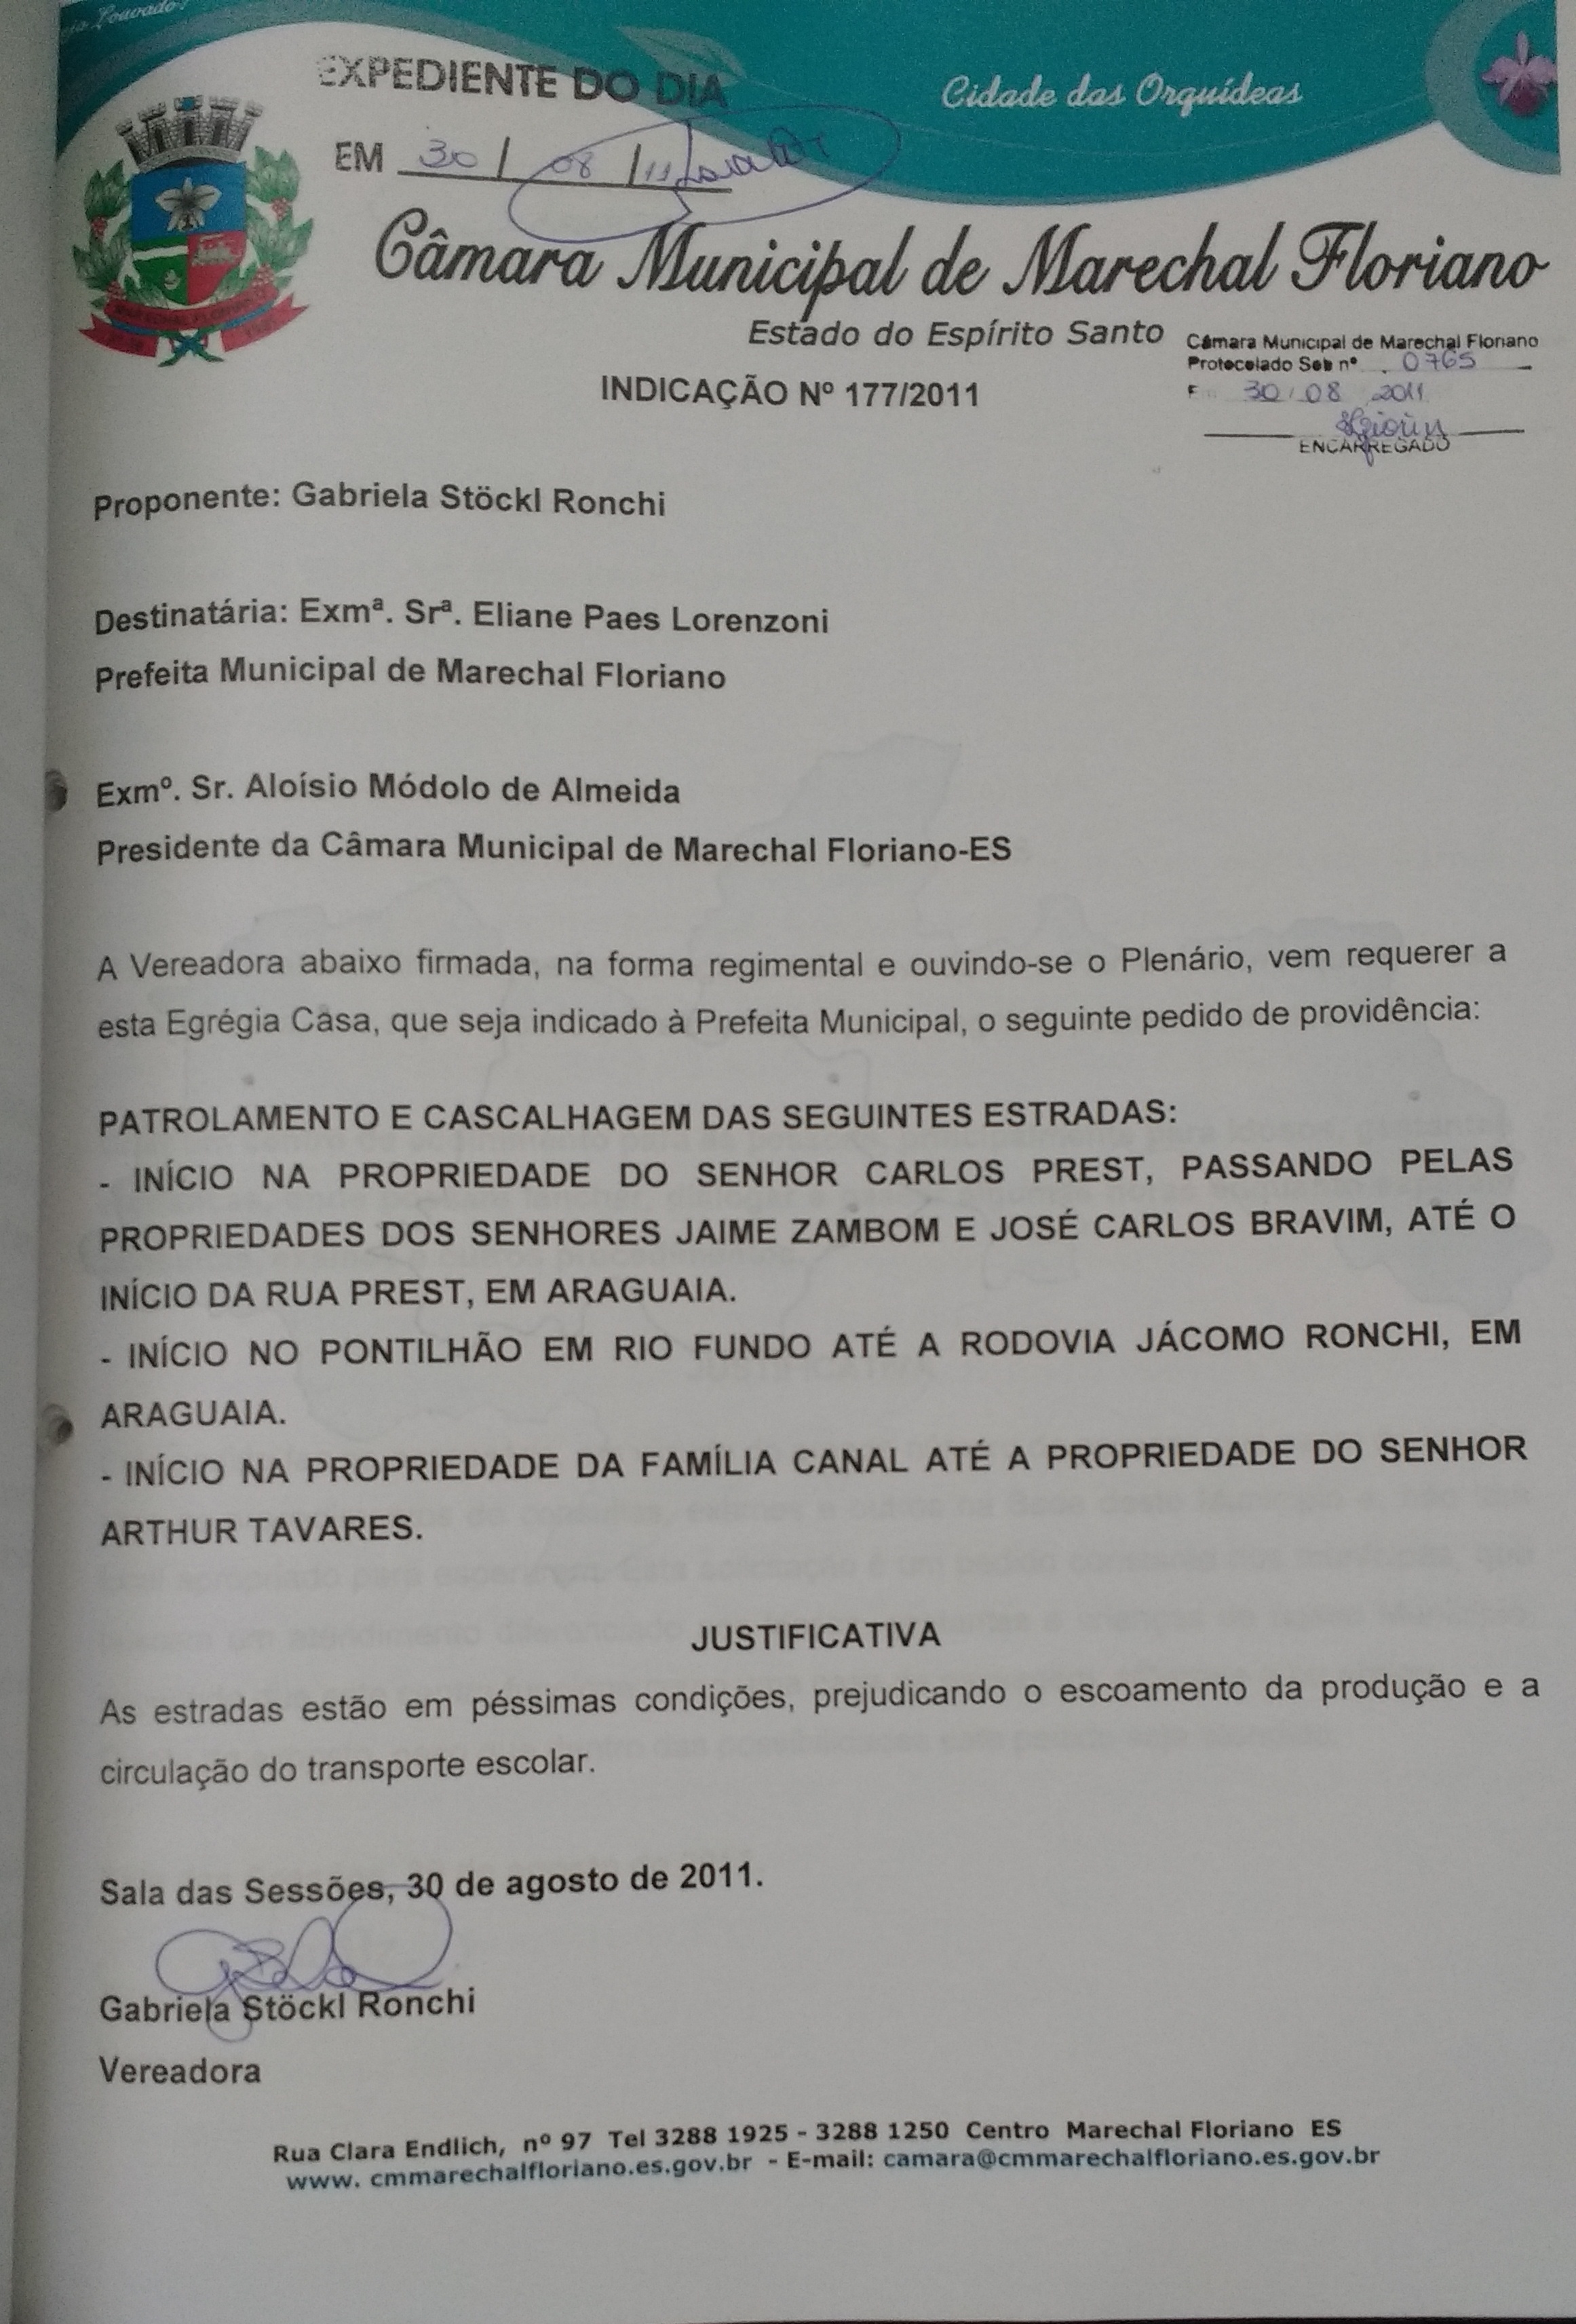 Louvado!
EXPEDIENTE DO DIA
Cidade das Orquídeas
EM 30 / 08 / 11
Câmara Municipal de Marechal Floriano
Estado do Espírito Santo
Câmara Municipal de Marechal Floriano
Protocolado Sob nº 0765
INDICAÇÃO Nº 177/2011
30 08 2011
ENCARREGADO
Proponente: Gabriela Stöckl Ronchi
Destinatária: Exmª. Srª. Eliane Paes Lorenzoni
Prefeita Municipal de Marechal Floriano
Exmº. Sr. Aloísio Módolo de Almeida
Presidente da Câmara Municipal de Marechal Floriano-ES
A Vereadora abaixo firmada, na forma regimental e ouvindo-se o Plenário, vem requerer a
esta Egrégia Casa, que seja indicado à Prefeita Municipal, o seguinte pedido de providência:
PATROLAMENTO E CASCALHAGEM DAS SEGUINTES ESTRADAS:
- INÍCIO NA PROPRIEDADE DO SENHOR CARLOS PREST, PASSANDO PELAS
PROPRIEDADES DOS SENHORES JAIME ZAMBOM E JOSÉ CARLOS BRAVIM, ATÉ O
INÍCIO DA RUA PREST, EM ARAGUAIA.
- INÍCIO NO PONTILHÃO EM RIO FUNDO ATÉ A RODOVIA JÁCOMO RONCHI, EM
ARAGUAIA.
- INÍCIO NA PROPRIEDADE DA FAMÍLIA CANAL ATÉ A PROPRIEDADE DO SENHOR
ARTHUR TAVARES.
JUSTIFICATIVA
As estradas estão em péssimas condições, prejudicando o escoamento da produção e a
circulação do transporte escolar.
Sala das Sessões, 30 de agosto de 2011.
Gabriela Stöckl Ronchi
Vereadora
Rua Clara Endlich, nº 97 Tel 3288 1925 - 3288 1250 Centro Marechal Floriano ES
www. cmmarechalfloriano.es.gov.br - E-mail: camara@cmmarechalfloriano.es.gov.br